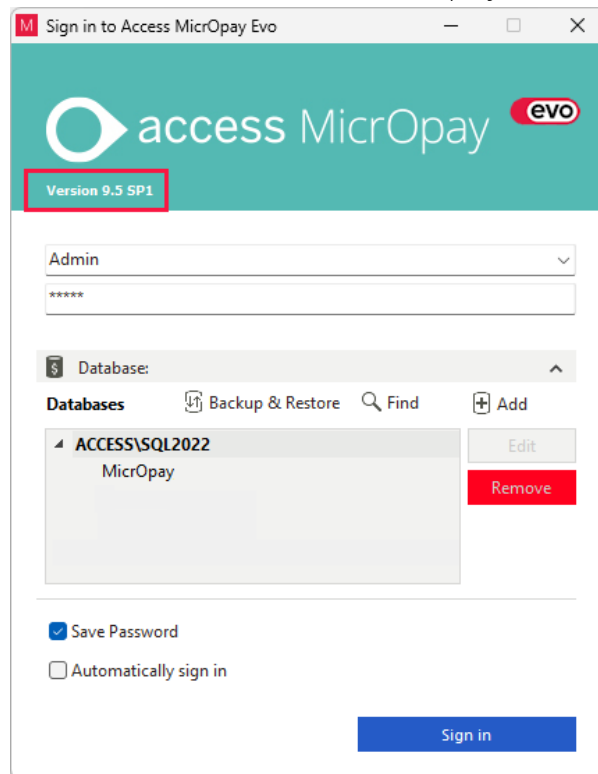 M Sign in to Access MicrOpay Evo
access MicrOpay evo
Version 9.5 SP1
Admin
*****
$ Database:
Databases Backup & Restore Find Add
ACCESS\SQL2022 Edit
MicrOpay
Remove
Save Password
Automatically sign in
Sign in